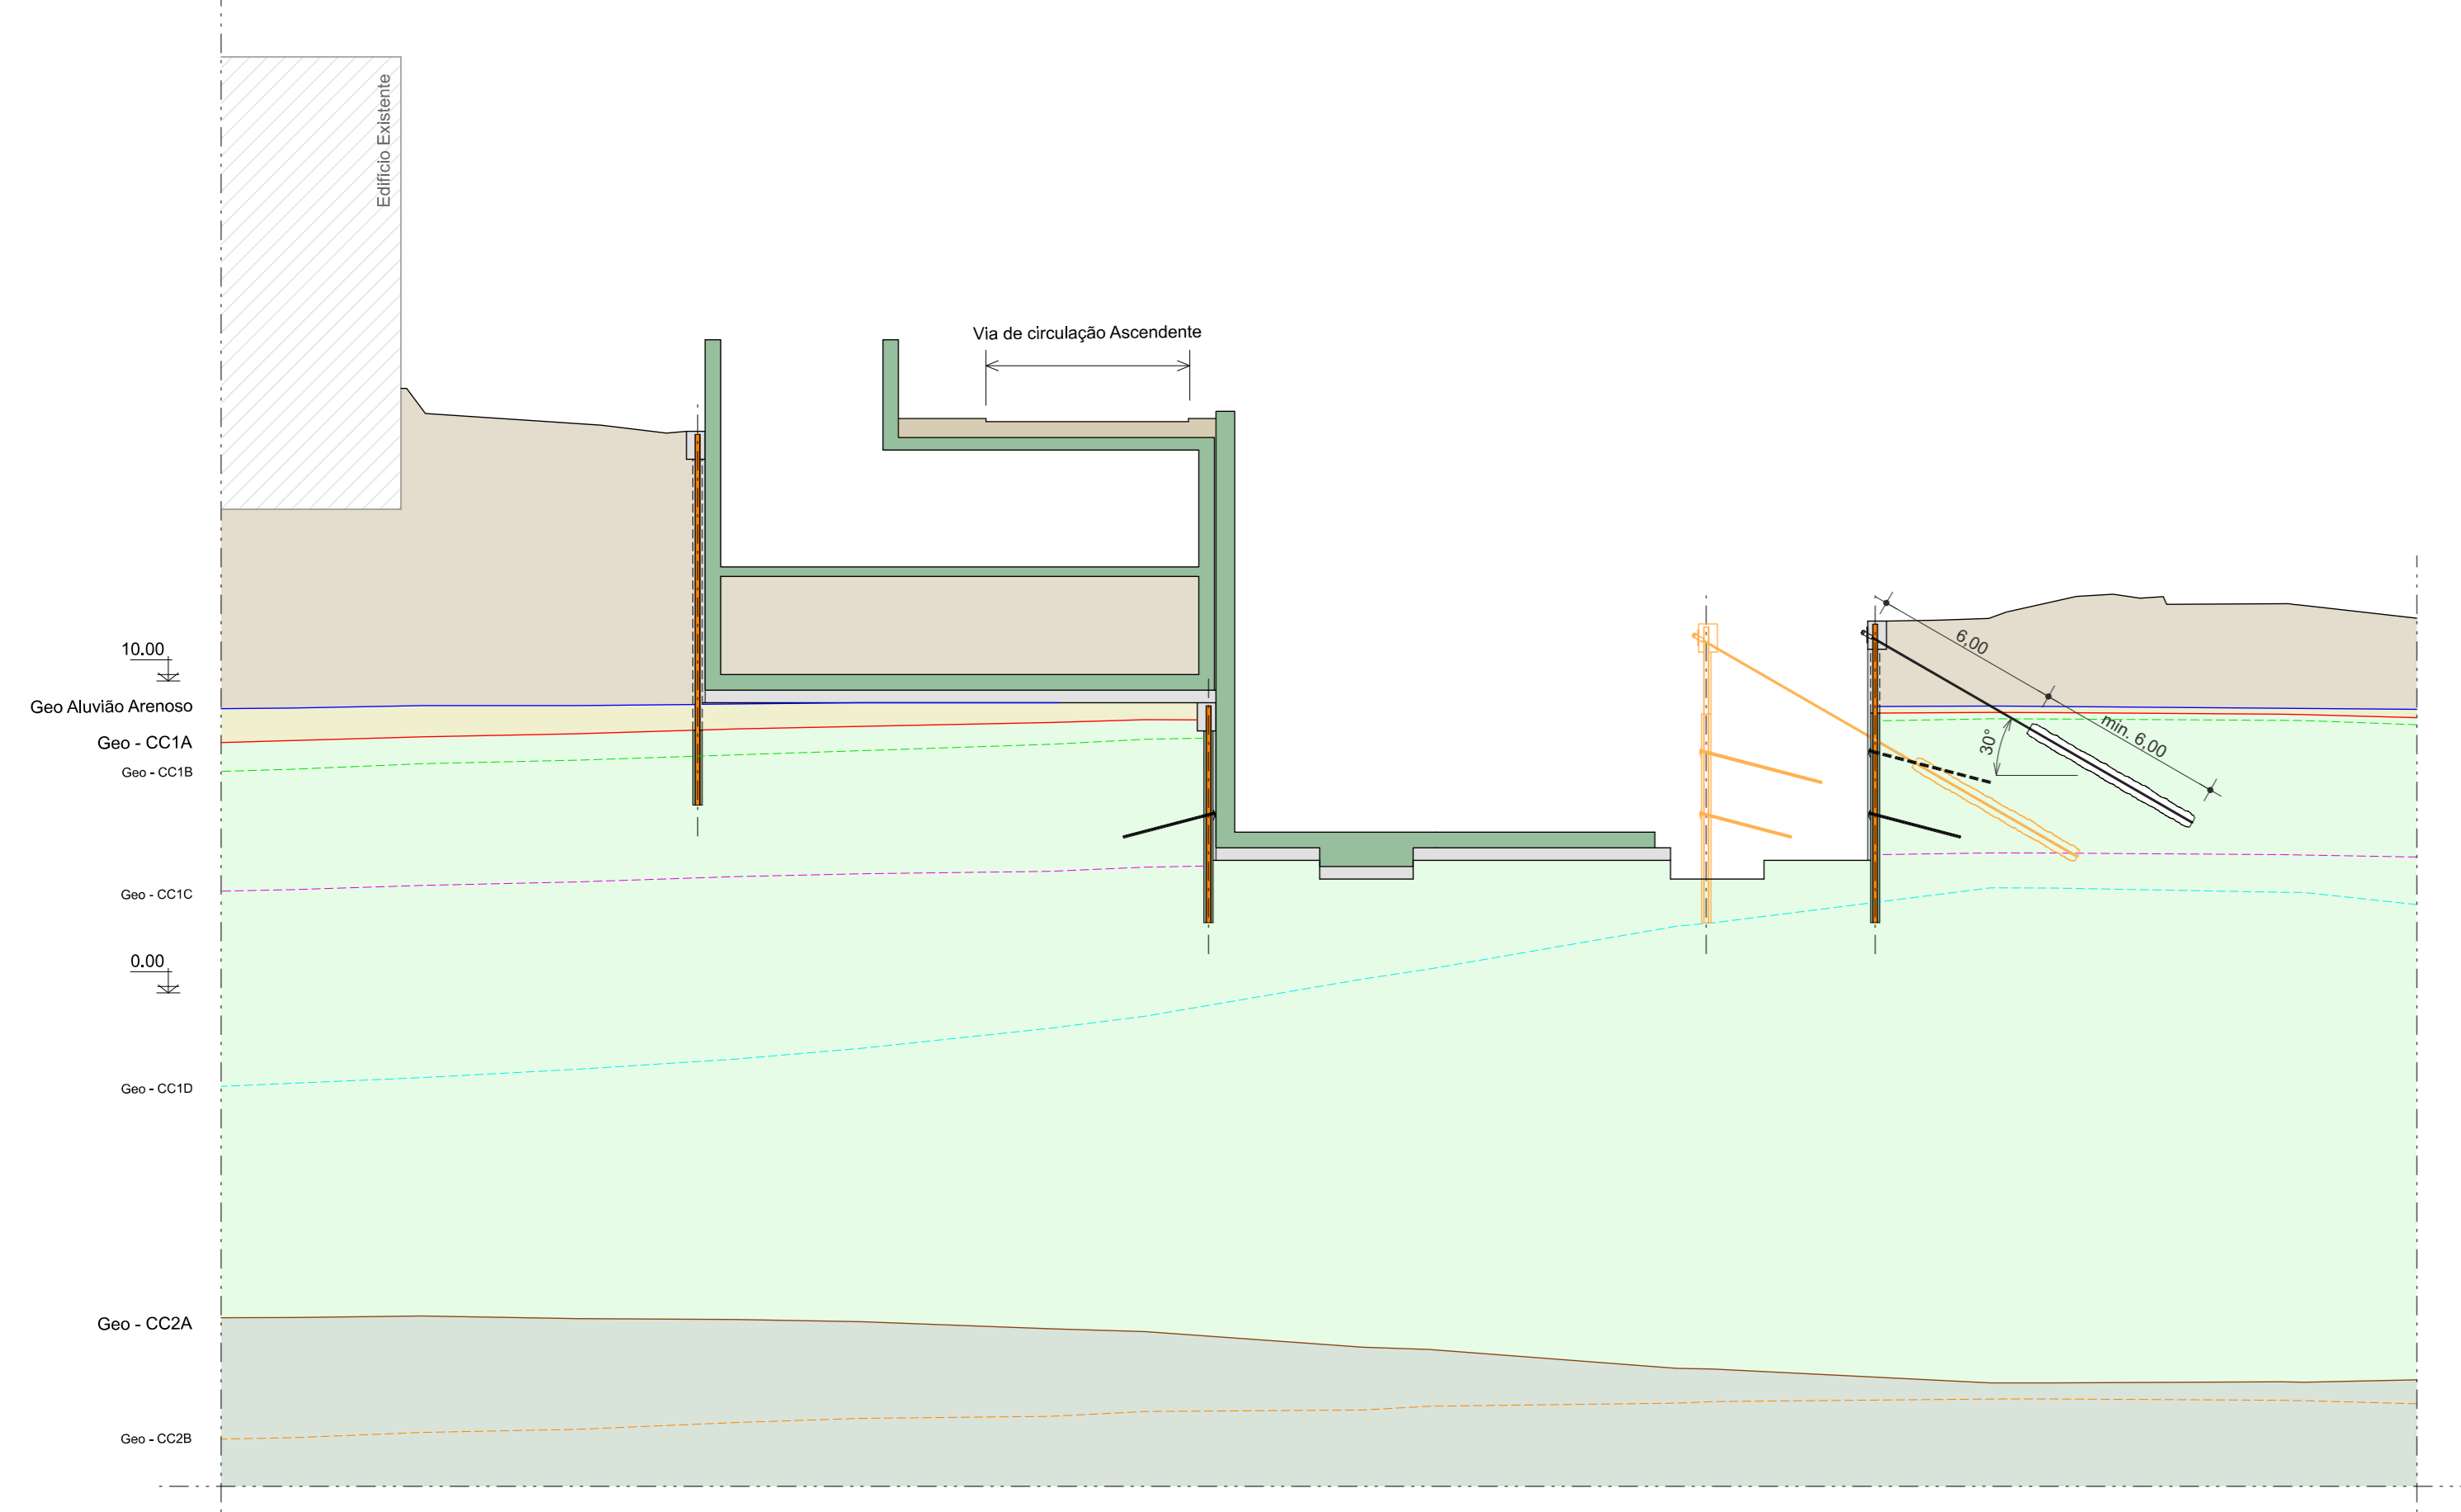 Edifício Existente
Via de circulação Ascendente
10.00
Geo Aluvião Arenoso
Geo - CC1A
Geo - CC1B
6,00
min. 6,00
30°
Geo - CC1C
0.00
Geo - CC1D
Geo - CC2A
Geo - CC2B